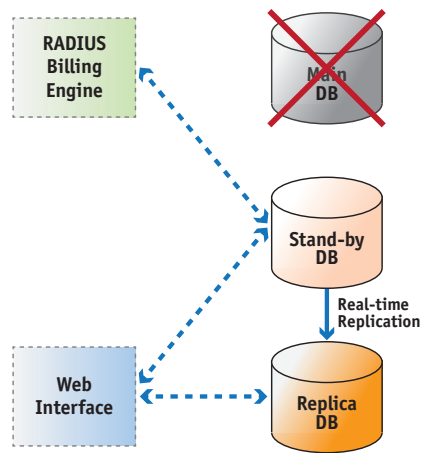 RADIUS
Billing
Engine
Main
DB
Stand-by
DB
Real-time
Replication
Web
Interface
Replica
DB